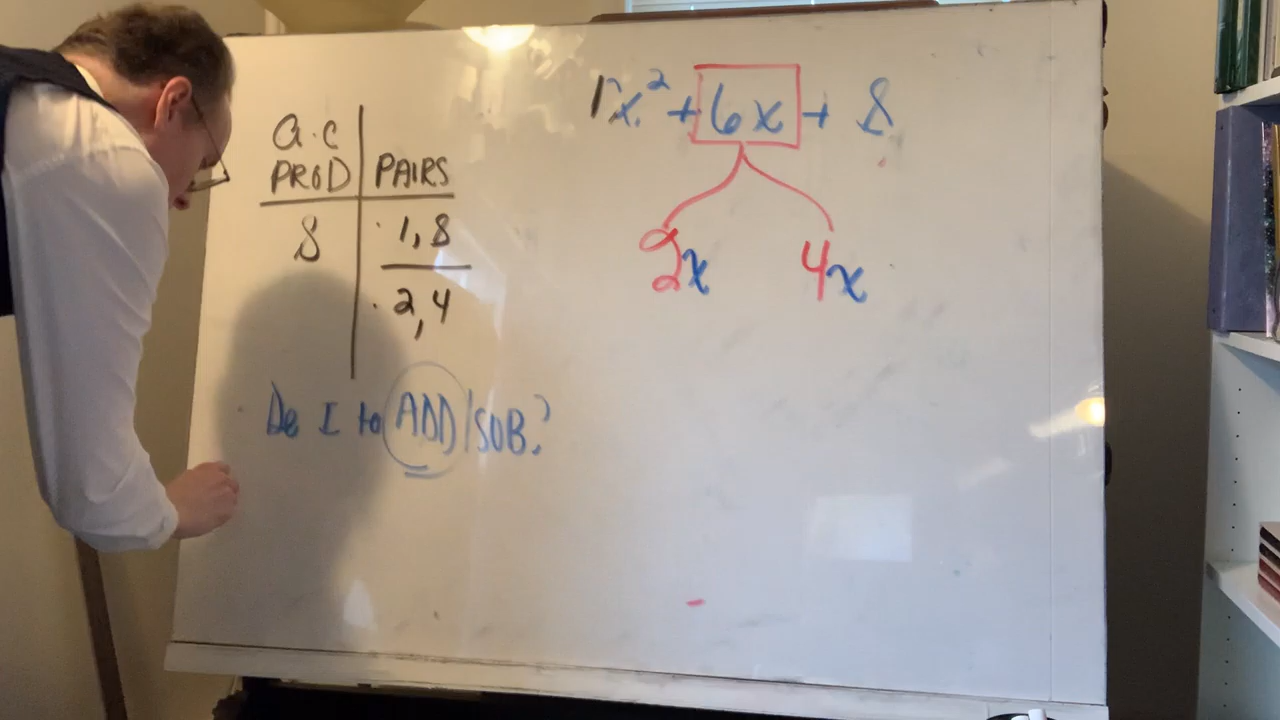 1x² + 6x + 8
a·c
PROD | PAIRS
8 | · 1, 8
· 2, 4
2x 4x
Do I to ADD/SUB?